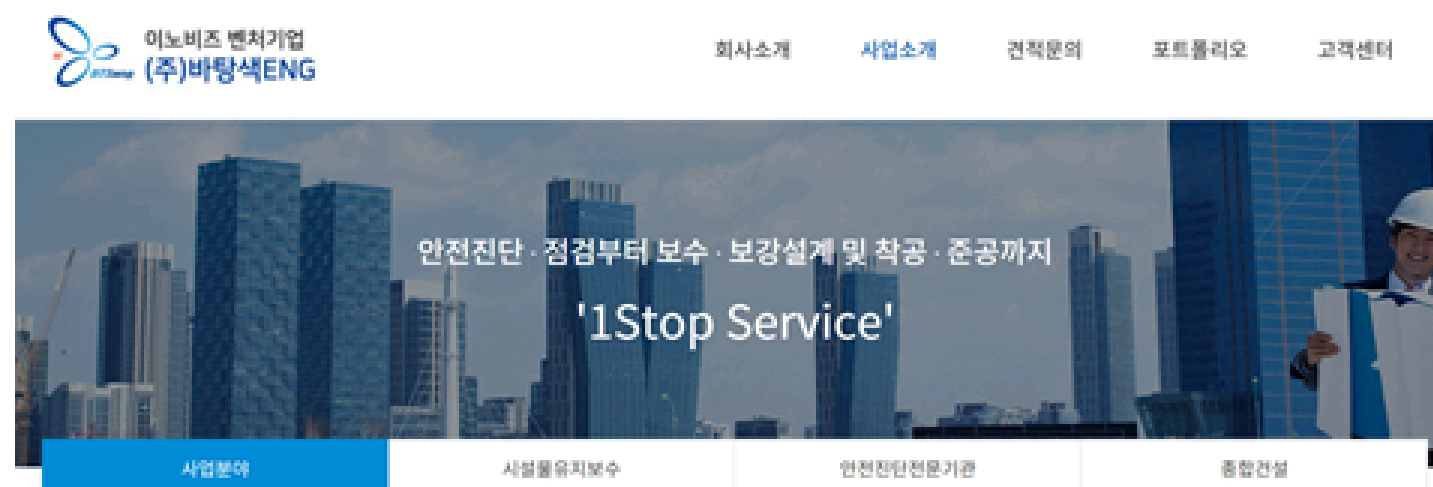 이노비즈 벤처기업
(주)바탕색ENG
회사소개 사업소개 견적문의 포트폴리오 고객센터
안전진단 · 점검부터 보수 · 보강설계 및 착공 · 준공까지
'1Stop Service'
사업분야 시설물유지보수 안전진단전문기관 종합건설